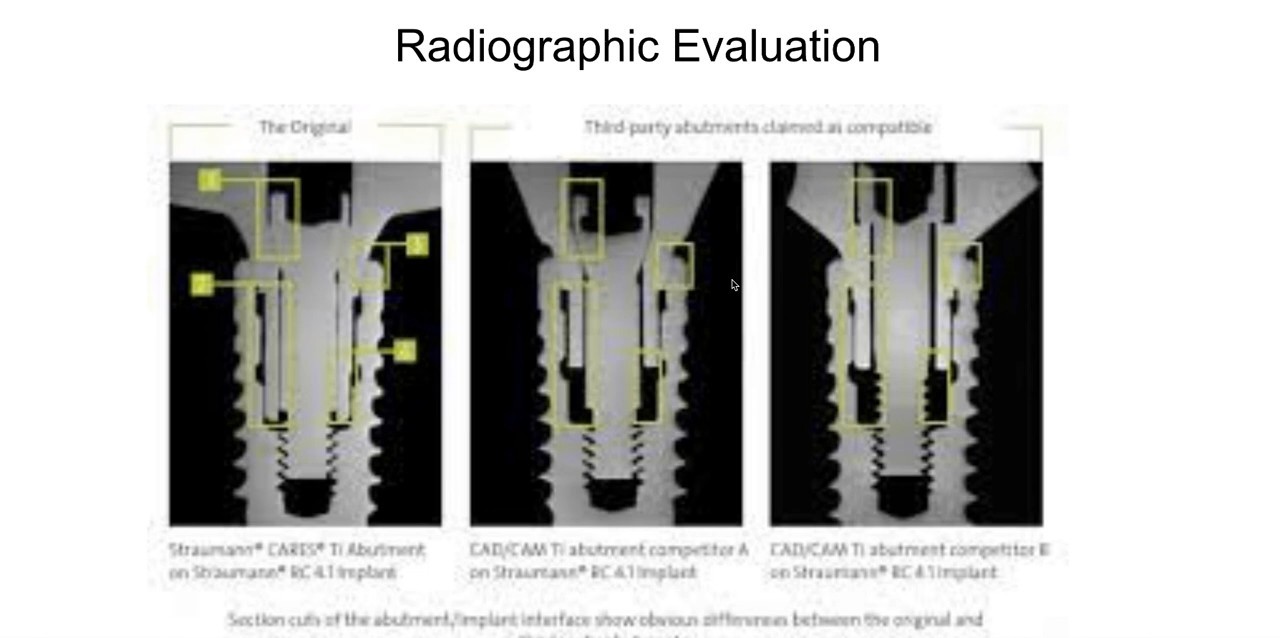 Radiographic Evaluation
The Original
Third-party abutments claimed as compatible
1
3
2
4
Straumann® CARES® Ti Abutment
on Straumann® RC 4.1 Implant
CAD/CAM Ti abutment competitor A
on Straumann® RC 4.1 Implant
CAD/CAM Ti abutment competitor B
on Straumann® RC 4.1 Implant
Section cuts of the abutment/implant interface show obvious differences between the original and